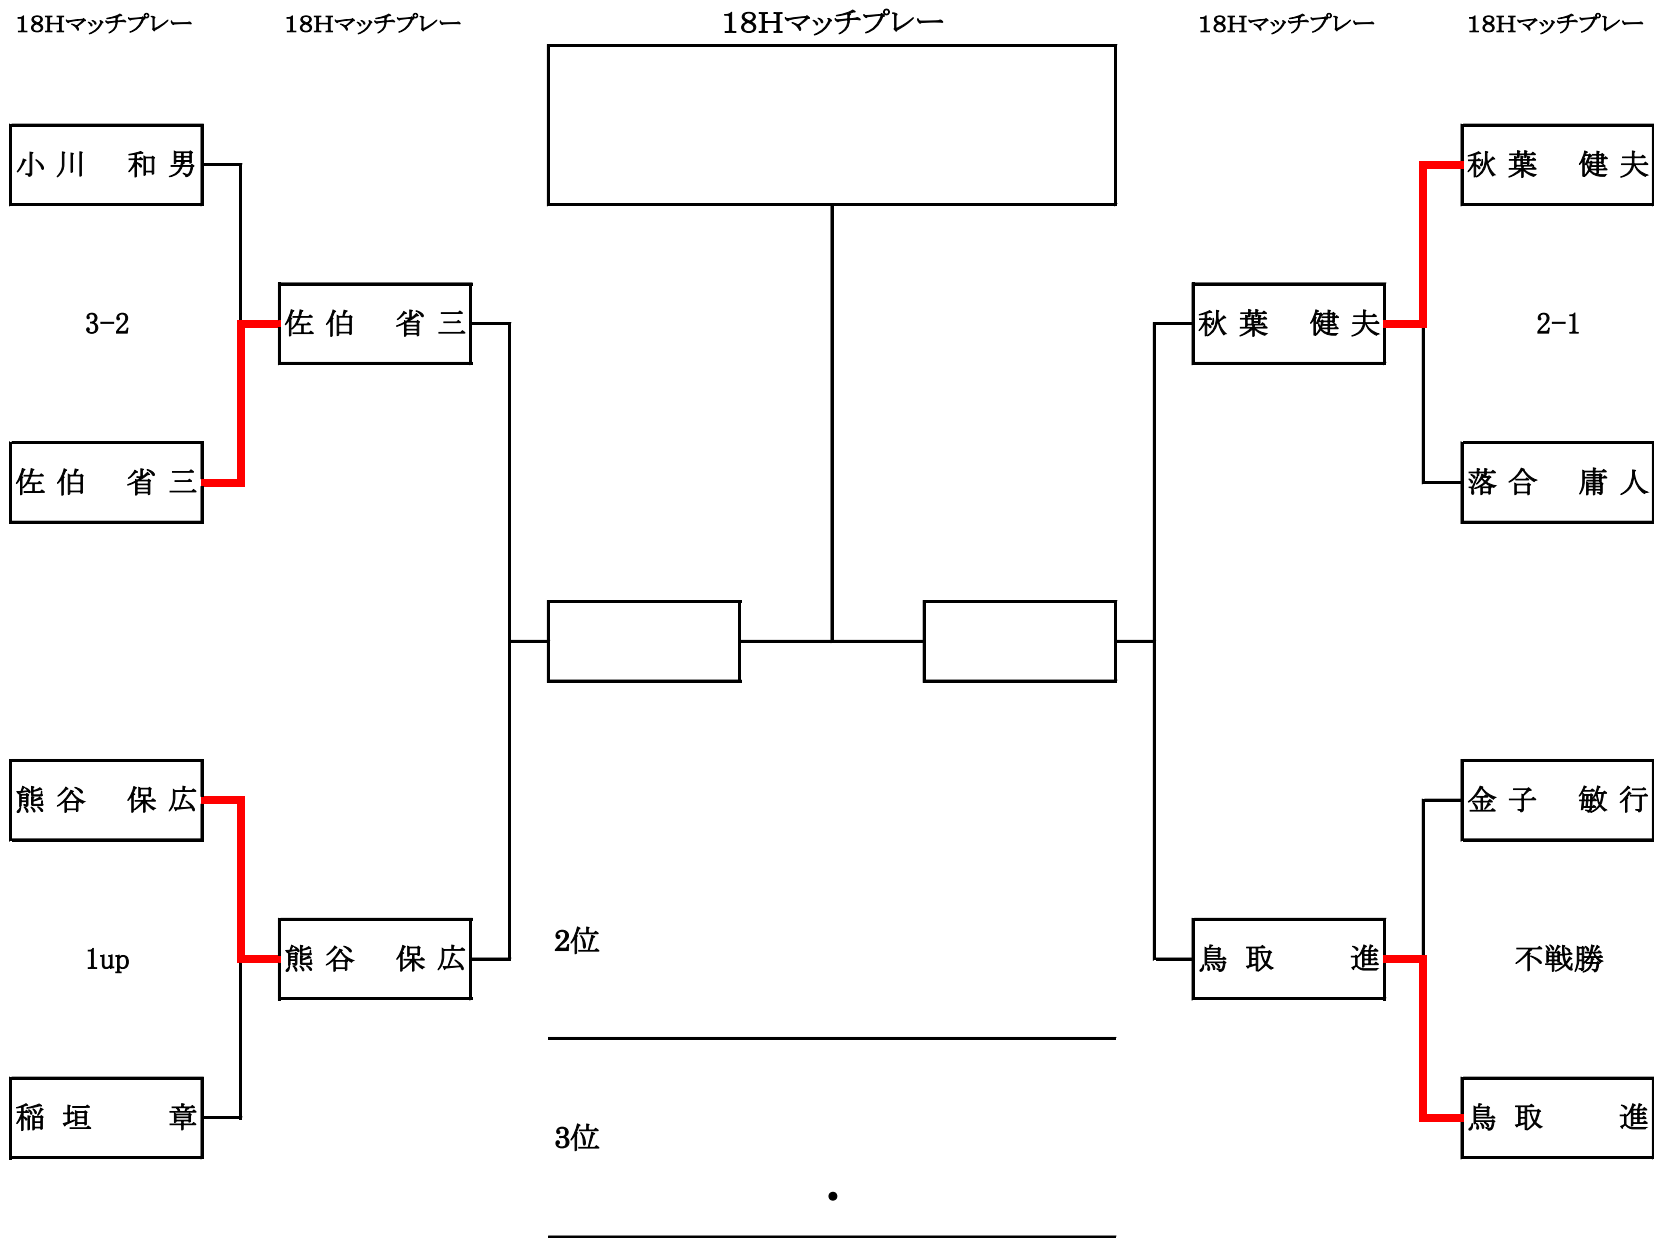 18Hマッチプレー
18Hマッチプレー
18Hマッチプレー
18Hマッチプレー
18Hマッチプレー
小川 和男
秋葉 健夫
3-2
佐伯 省三
秋葉 健夫
2-1
佐伯 省三
落合 庸人
熊谷 保広
金子 敏行
1up
熊谷 保広
2位
鳥取 進
不戦勝
稲垣 章
3位
鳥取 進